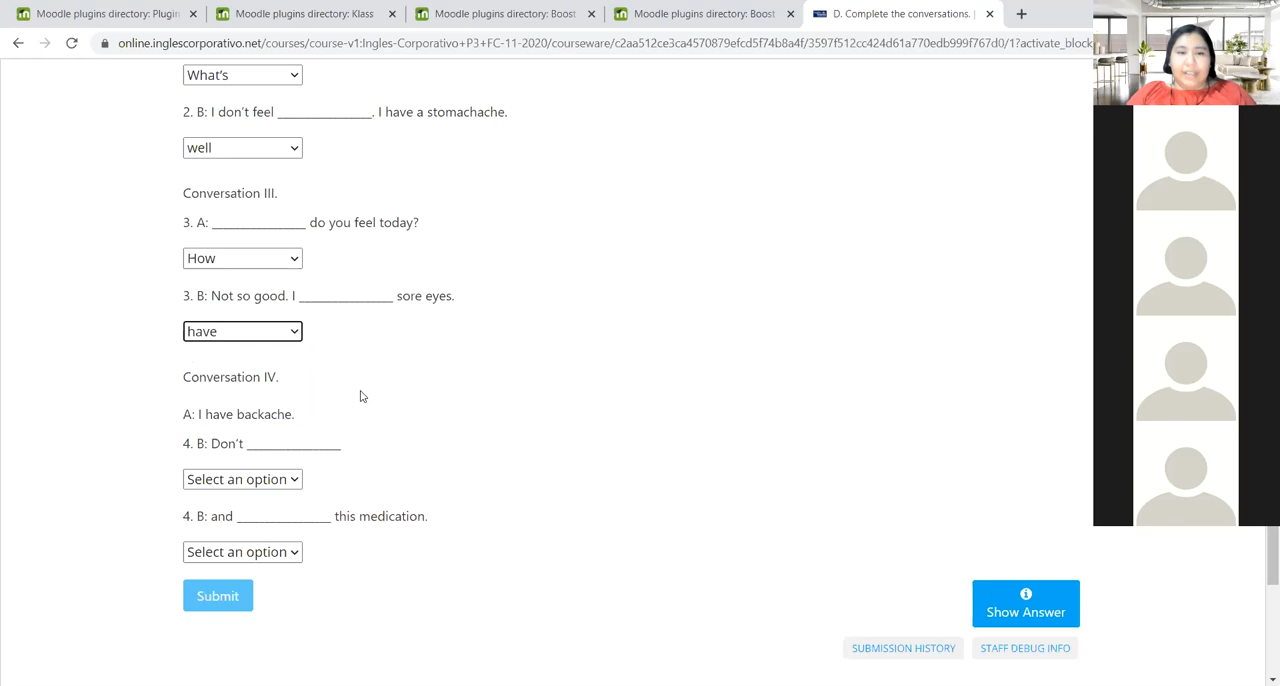 Moodle plugins directory: Plugin
Moodle plugins directory: Klass
Moodle plugins directory: Boost
Moodle plugins directory: Boost
D. Complete the conversations. |
online.inglescorporativo.net/courses/course-v1:Ingles-Corporativo+P3+FC-11-2020/courseware/c2aa512ce3ca4570879efcd5f74b8a4f/3597f512cc424d61a770edb999f767d0/1?activate_block
What's
2. B: I don't feel ______________. I have a stomachache.
well
Conversation III.
3. A: ______________ do you feel today?
How
3. B: Not so good. I ______________ sore eyes.
have
Conversation IV.
A: I have backache.
4. B: Don't ______________
Select an option
4. B: and ______________ this medication.
Select an option
Submit
Show Answer
SUBMISSION HISTORY
STAFF DEBUG INFO